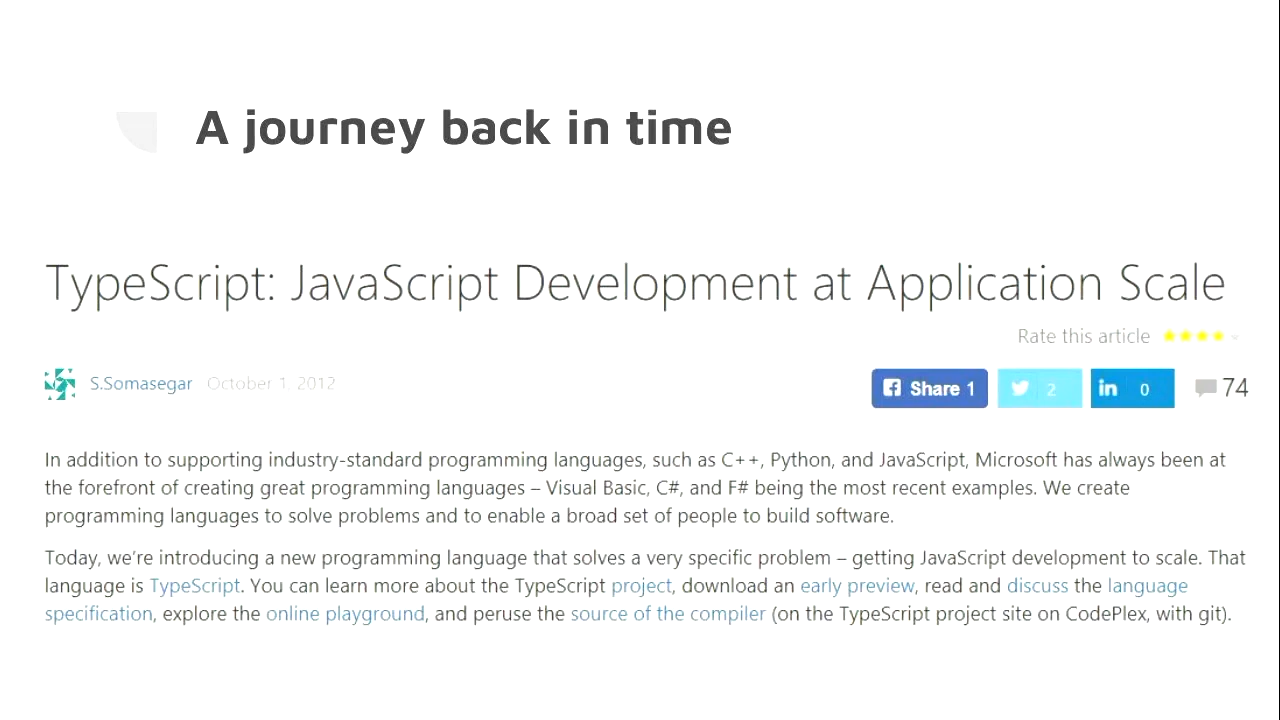 A journey back in time
TypeScript: JavaScript Development at Application Scale
Rate this article
S.Somasegar October 1, 2012
Share 1 2 in 0 74
In addition to supporting industry-standard programming languages, such as C++, Python, and JavaScript, Microsoft has always been at
the forefront of creating great programming languages – Visual Basic, C#, and F# being the most recent examples. We create
programming languages to solve problems and to enable a broad set of people to build software.
Today, we're introducing a new programming language that solves a very specific problem – getting JavaScript development to scale. That
language is TypeScript. You can learn more about the TypeScript project, download an early preview, read and discuss the language
specification, explore the online playground, and peruse the source of the compiler (on the TypeScript project site on CodePlex, with git).